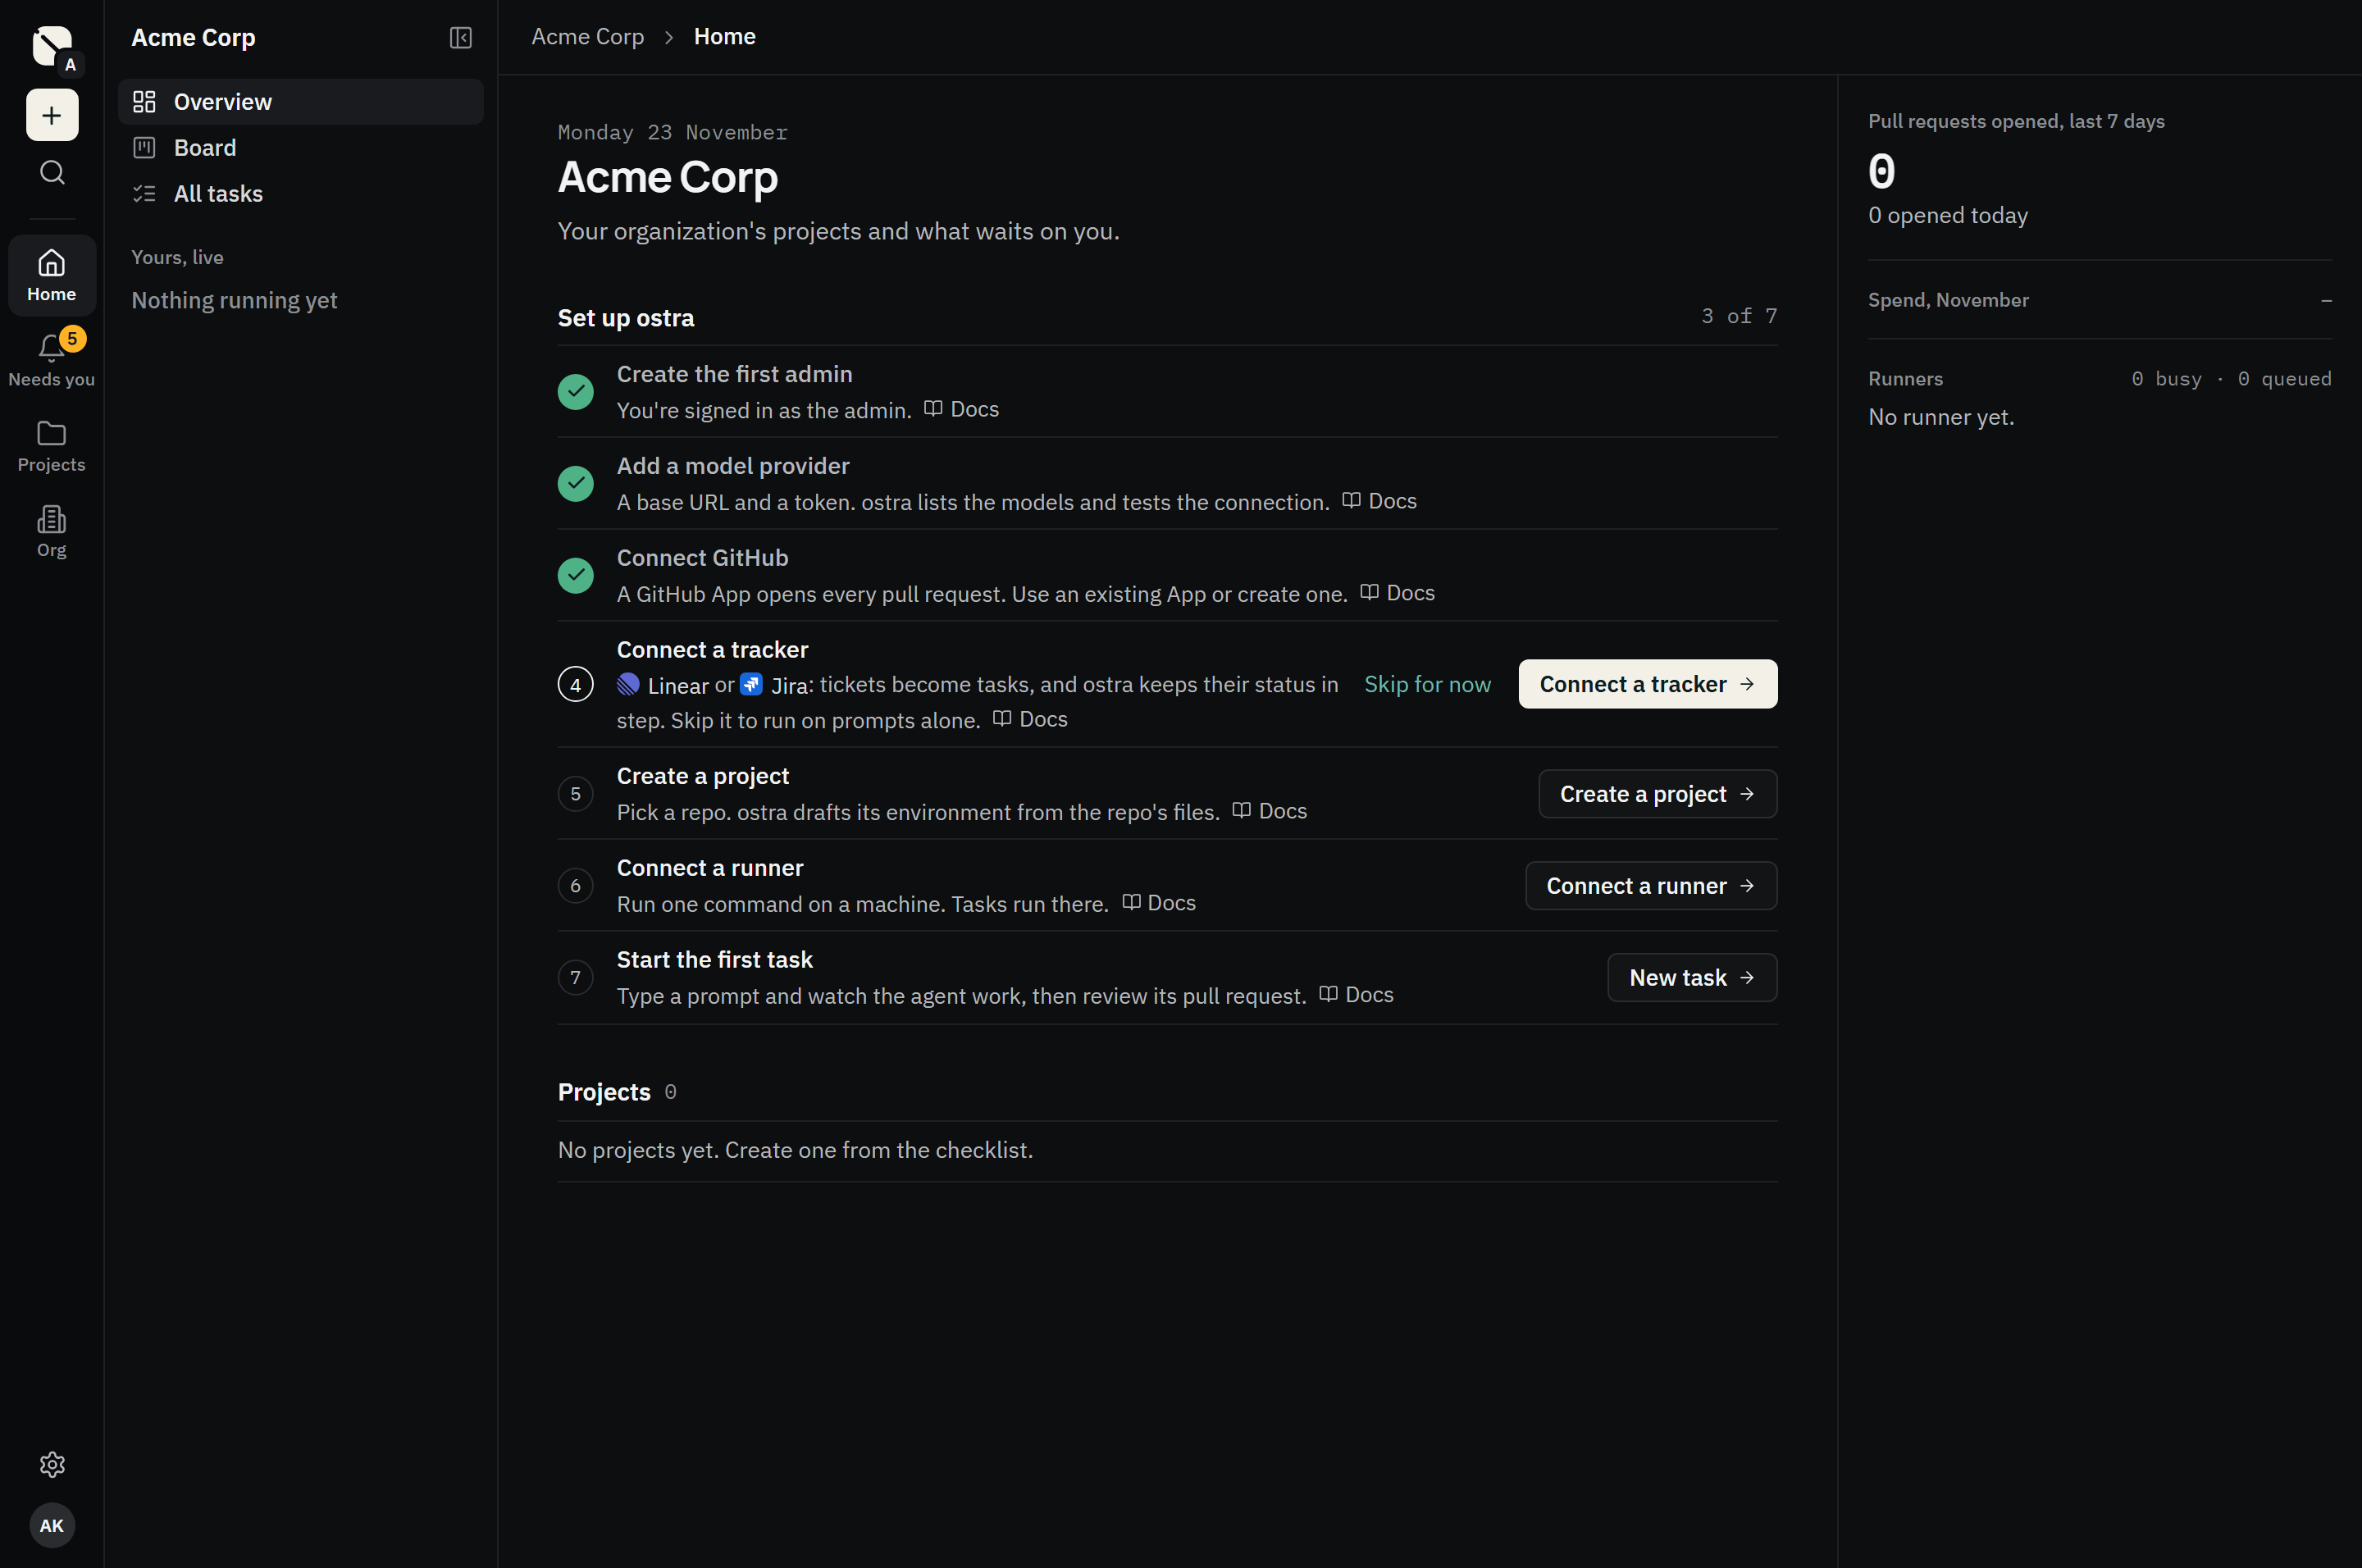 A
Home
5
Needs you
Projects
Org
AK
Acme Corp
Overview
Board
All tasks
Yours, live
Nothing running yet
Acme Corp > Home
Monday 23 November
Acme Corp
Your organization's projects and what waits on you.
Set up ostra 3 of 7
Create the first admin
You're signed in as the admin. Docs
Add a model provider
A base URL and a token. ostra lists the models and tests the connection. Docs
Connect GitHub
A GitHub App opens every pull request. Use an existing App or create one. Docs
4
Connect a tracker
Linear or Jira: tickets become tasks, and ostra keeps their status in
step. Skip it to run on prompts alone. Docs
Skip for now
Connect a tracker →
5
Create a project
Pick a repo. ostra drafts its environment from the repo's files. Docs
Create a project →
6
Connect a runner
Run one command on a machine. Tasks run there. Docs
Connect a runner →
7
Start the first task
Type a prompt and watch the agent work, then review its pull request. Docs
New task →
Projects 0
No projects yet. Create one from the checklist.
Pull requests opened, last 7 days
0
0 opened today
Spend, November –
Runners 0 busy · 0 queued
No runner yet.